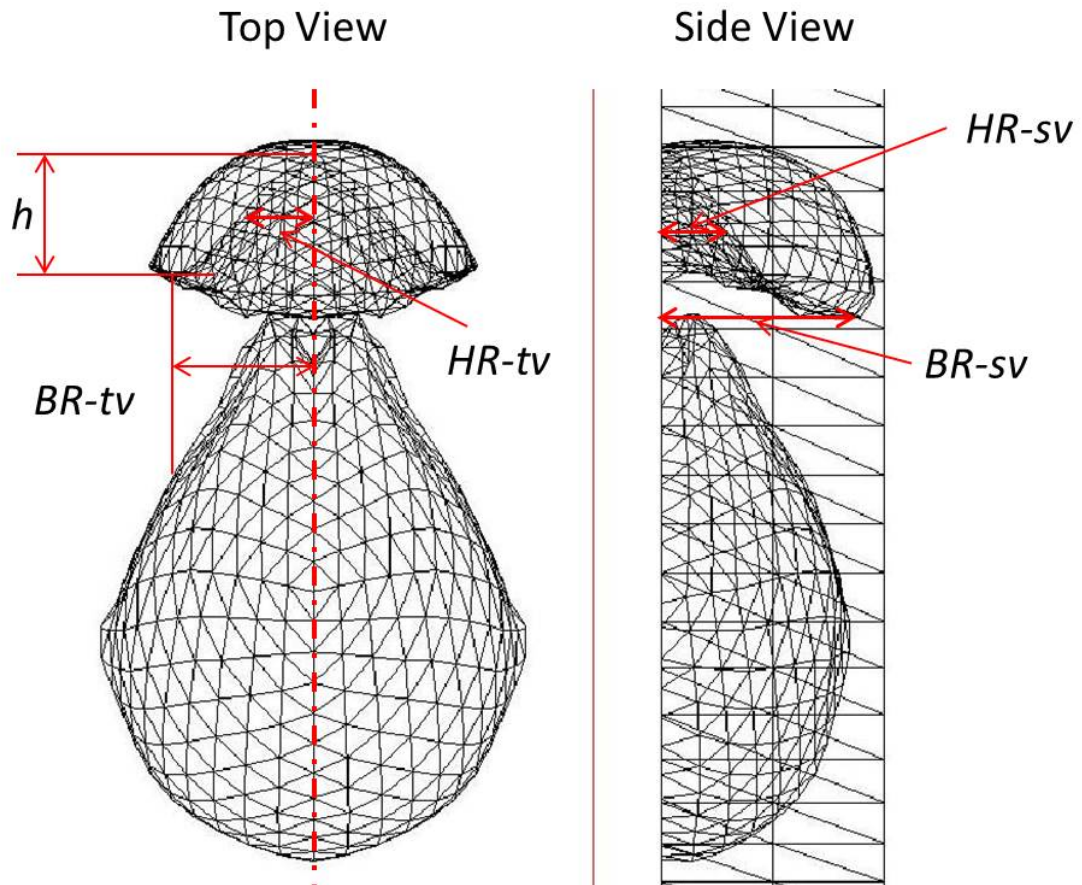 Top View
Side View
HR-sv
h
HR-tv
BR-sv
BR-tv